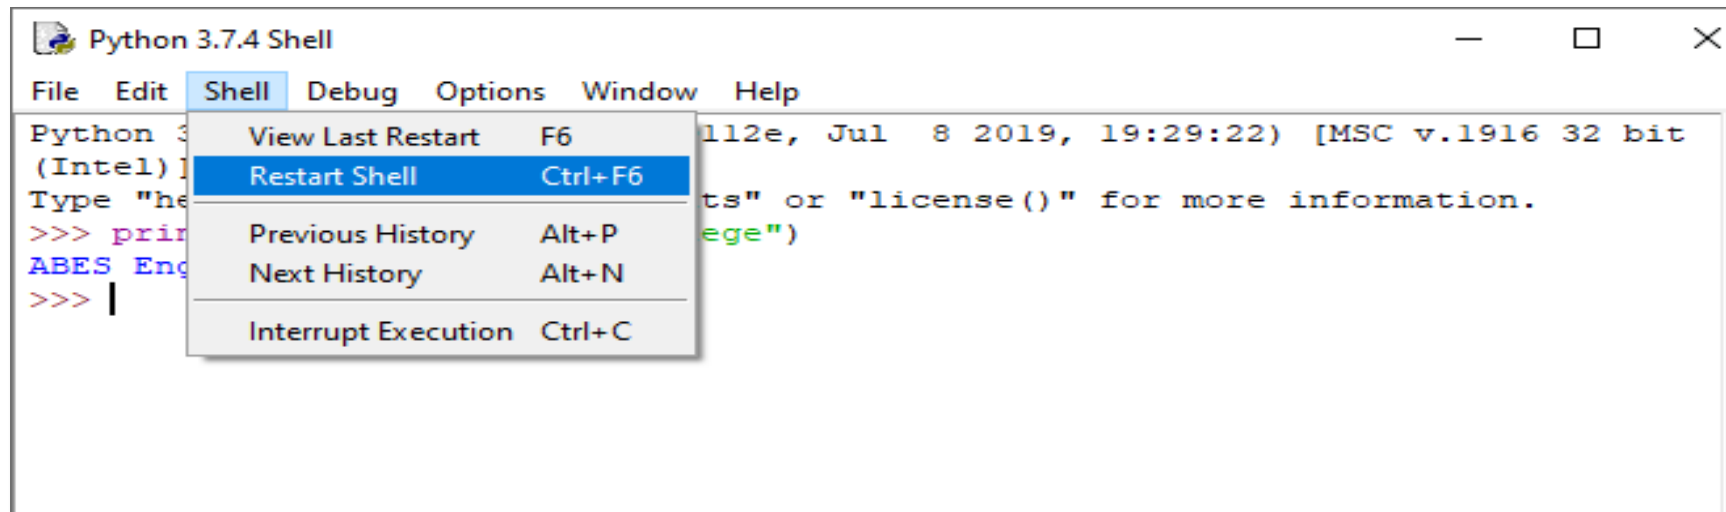 Python 3.7.4 Shell
File Edit Shell Debug Options Window Help
Python 112e, Jul 8 2019, 19:29:22) [MSC v.1916 32 bit
(Intel)]
Type "he ts" or "license()" for more information.
>>> prin ege")
ABES Eng
>>>
View Last Restart F6
Restart Shell Ctrl+F6
Previous History Alt+P
Next History Alt+N
Interrupt Execution Ctrl+C